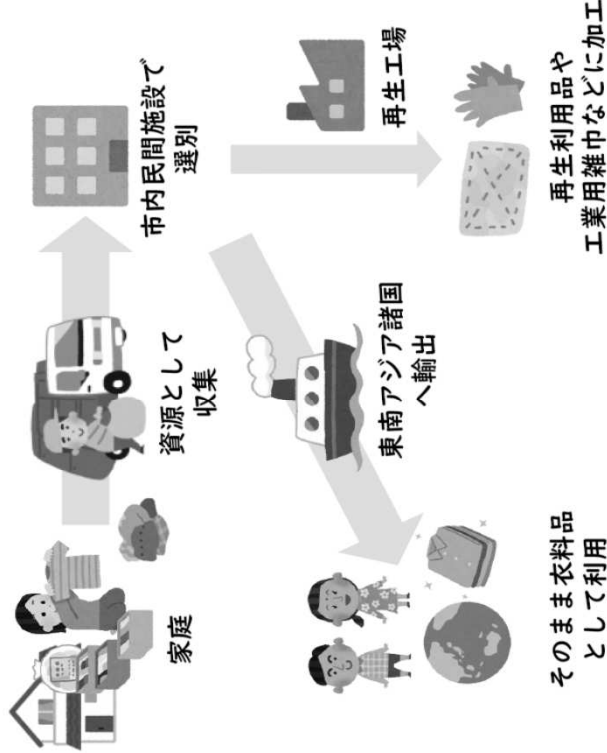 家庭
資源として
収集
市内民間施設で
選別
東南アジア諸国
へ輸出
そのまま衣料品
として利用
再生工場
再生利用品や
工業用雑巾などに加工